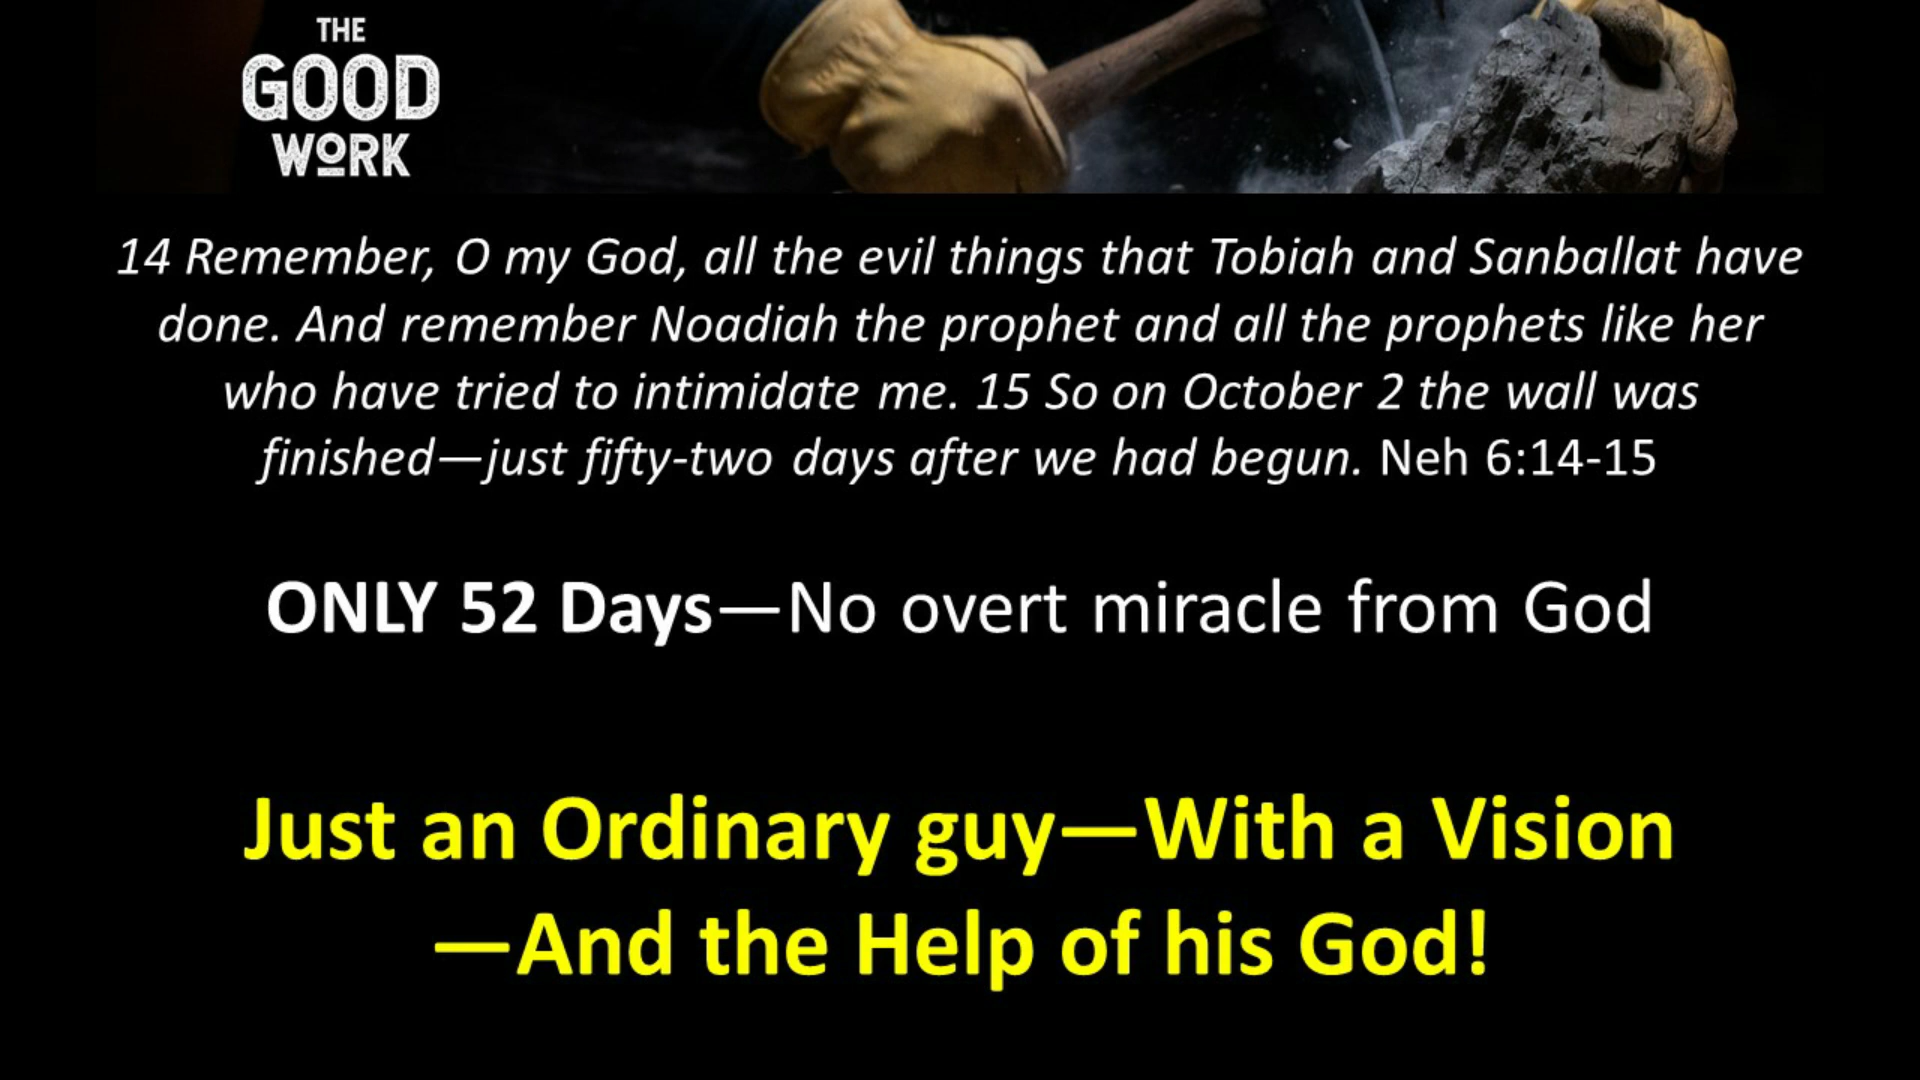 THE
GOOD
WORK
14 Remember, O my God, all the evil things that Tobiah and Sanballat have
done. And remember Noadiah the prophet and all the prophets like her
who have tried to intimidate me. 15 So on October 2 the wall was
finished—just fifty-two days after we had begun. Neh 6:14-15
ONLY 52 Days—No overt miracle from God
Just an Ordinary guy—With a Vision
—And the Help of his God!